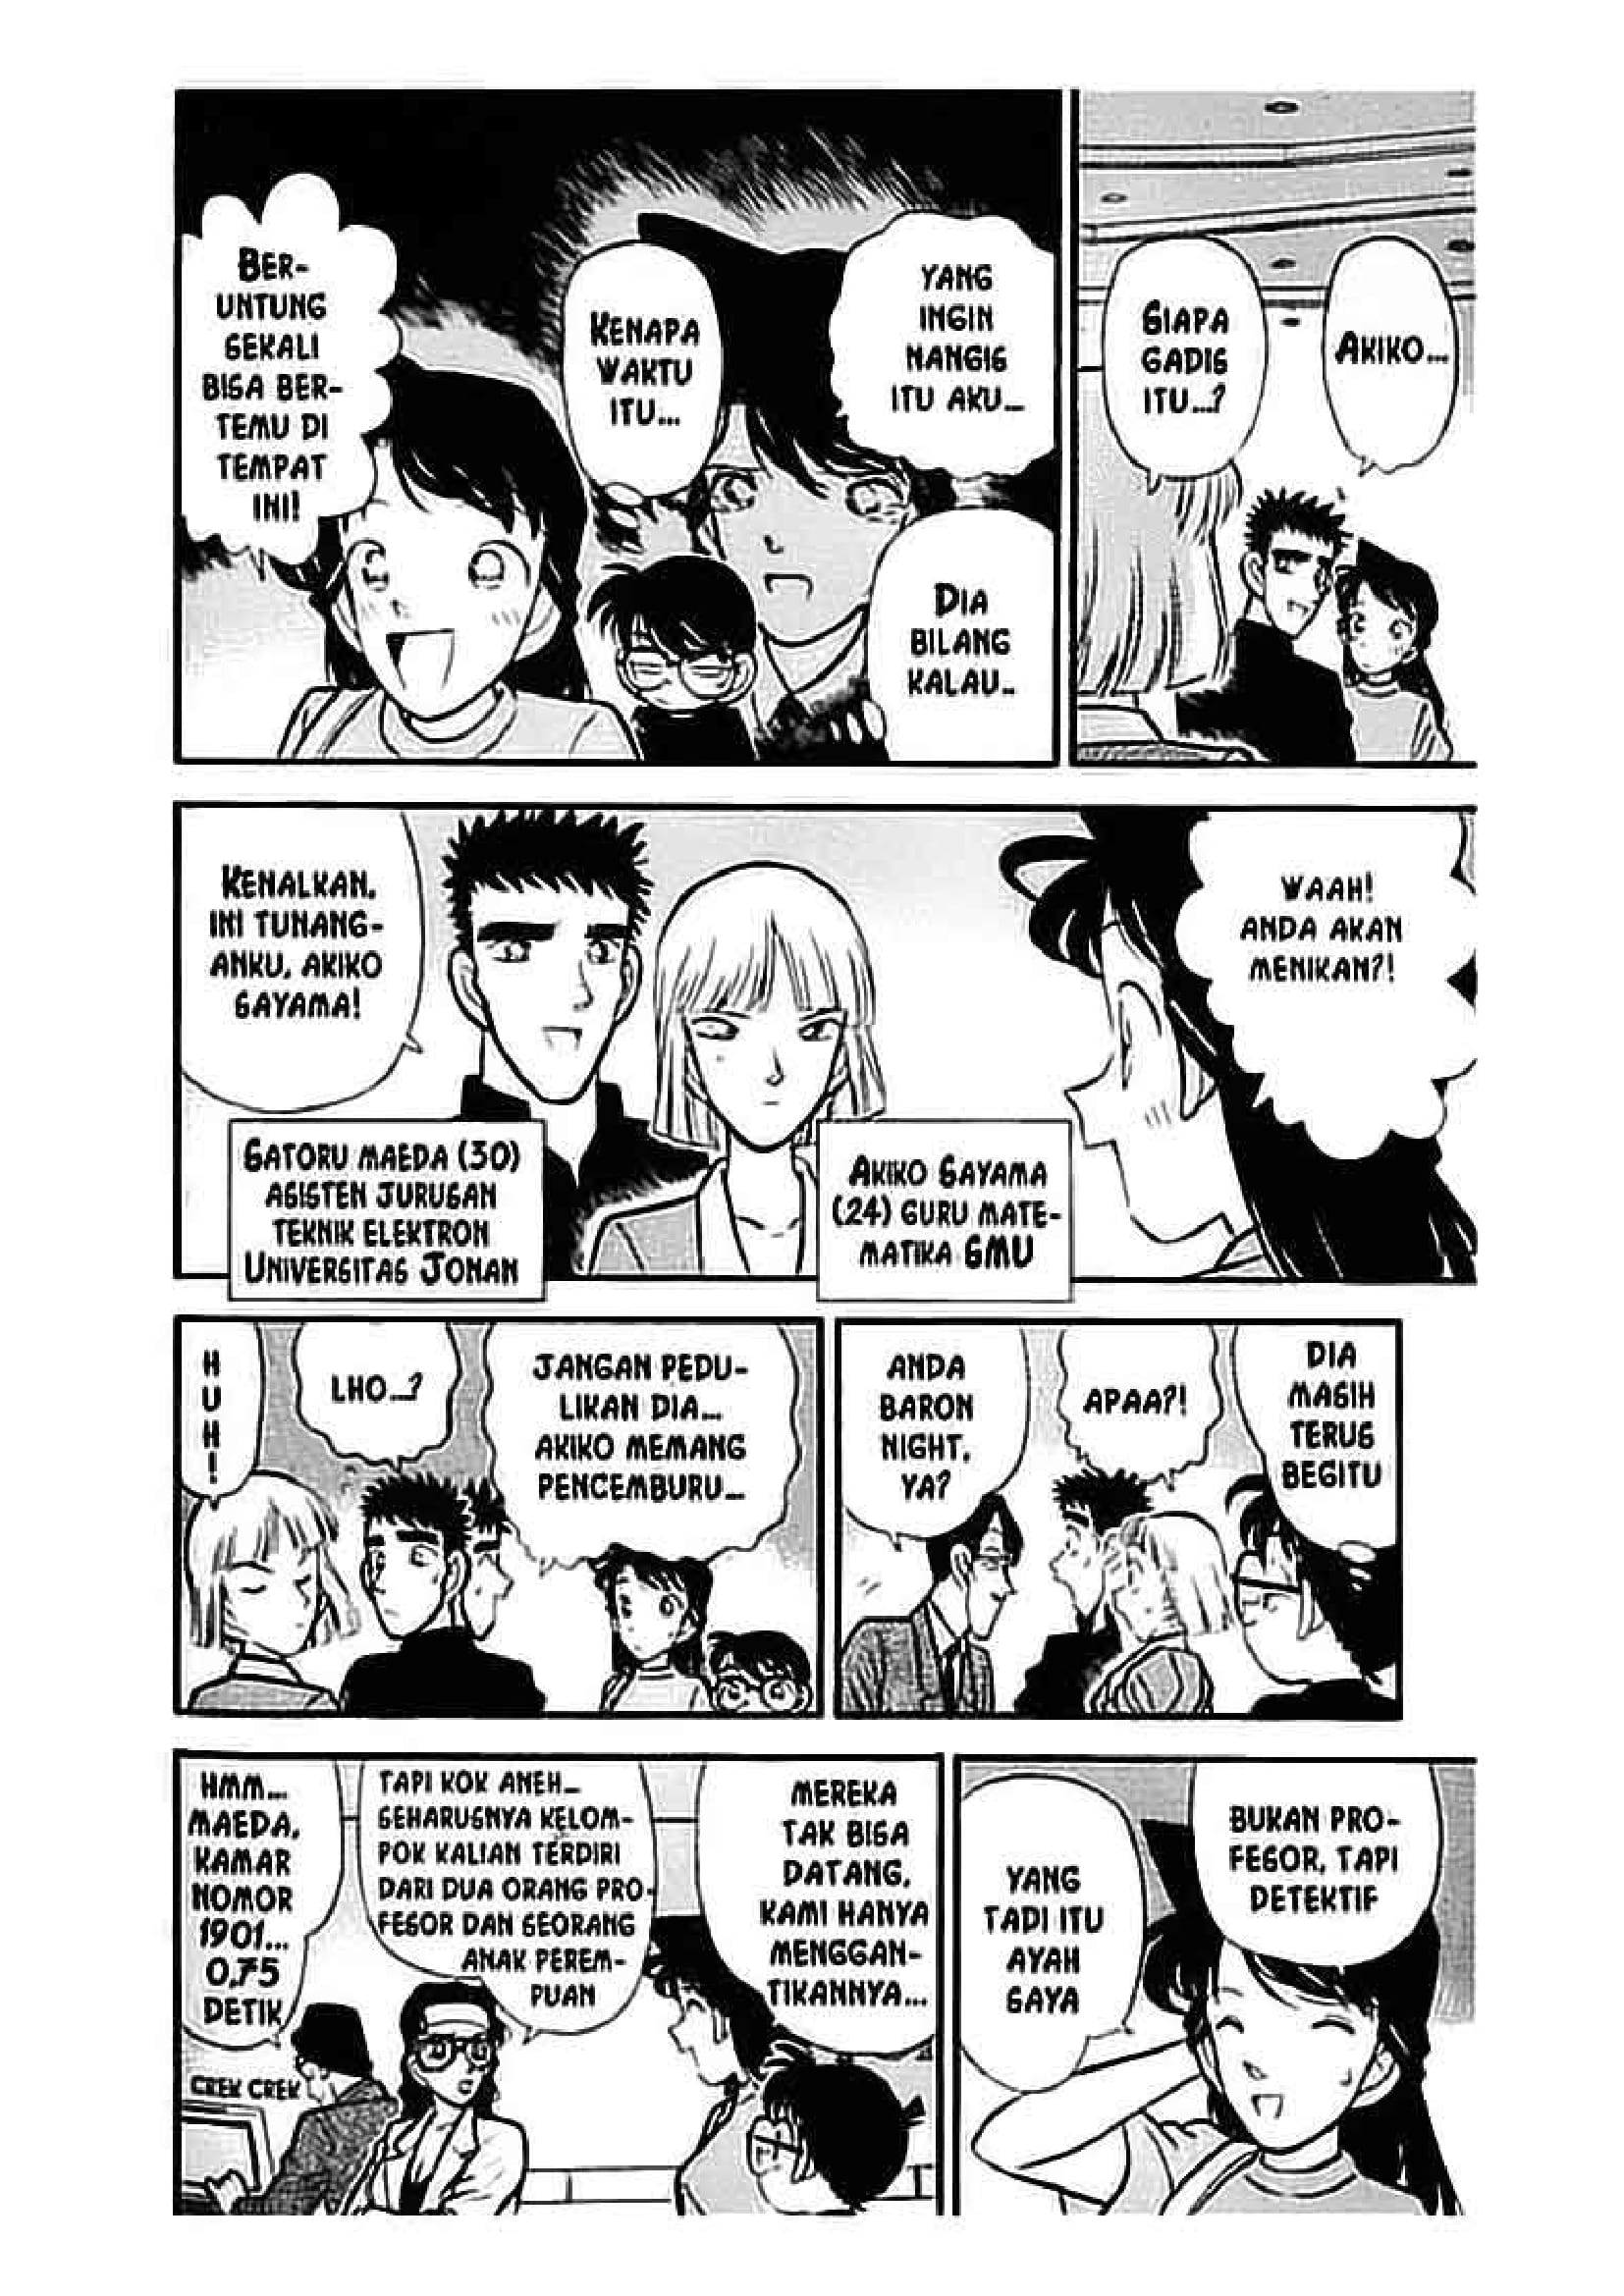 BER-
UNTUNG
SEKALI
BISA BER-
TEMU DI
TEMPAT
INI!
KENAPA
WAKTU
ITU...
YANG
INGIN
NANGIS
ITU AKU...
DIA
BILANG
KALAU..
SIAPA
GADIS
ITU...?
AKIKO...
KENALKAN,
INI TUNANG-
ANKU, AKIKO
SAYAMA!
WAAH!
ANDA AKAN
MENIKAH?!
SATORU MAEDA (30)
ASISTEN JURUSAN
TEKNIK ELEKTRON
UNIVERSITAS JONAN
AKIKO SAYAMA
(24) GURU MATE-
MATIKA SMU
H
U
H
!
LHO...?
JANGAN PEDU-
LIKAN DIA...
AKIKO MEMANG
PENCEMBURU...
ANDA
BARON
NIGHT,
YA?
APAA?!
DIA
MASIH
TERUS
BEGITU
HMM...
MAEDA,
KAMAR
NOMOR
1901...
0,75
DETIK
CREK CREK
TAPI KOK ANEH...
SEHARUSNYA KELOM-
POK KALIAN TERDIRI
DARI DUA ORANG PRO-
FESOR DAN SEORANG
ANAK PEREM-
PUAN
MEREKA
TAK BISA
DATANG,
KAMI HANYA
MENGGAN-
TIKANNYA...
YANG
TADI ITU
AYAH
SAYA
BUKAN PRO-
FESOR, TAPI
DETEKTIF